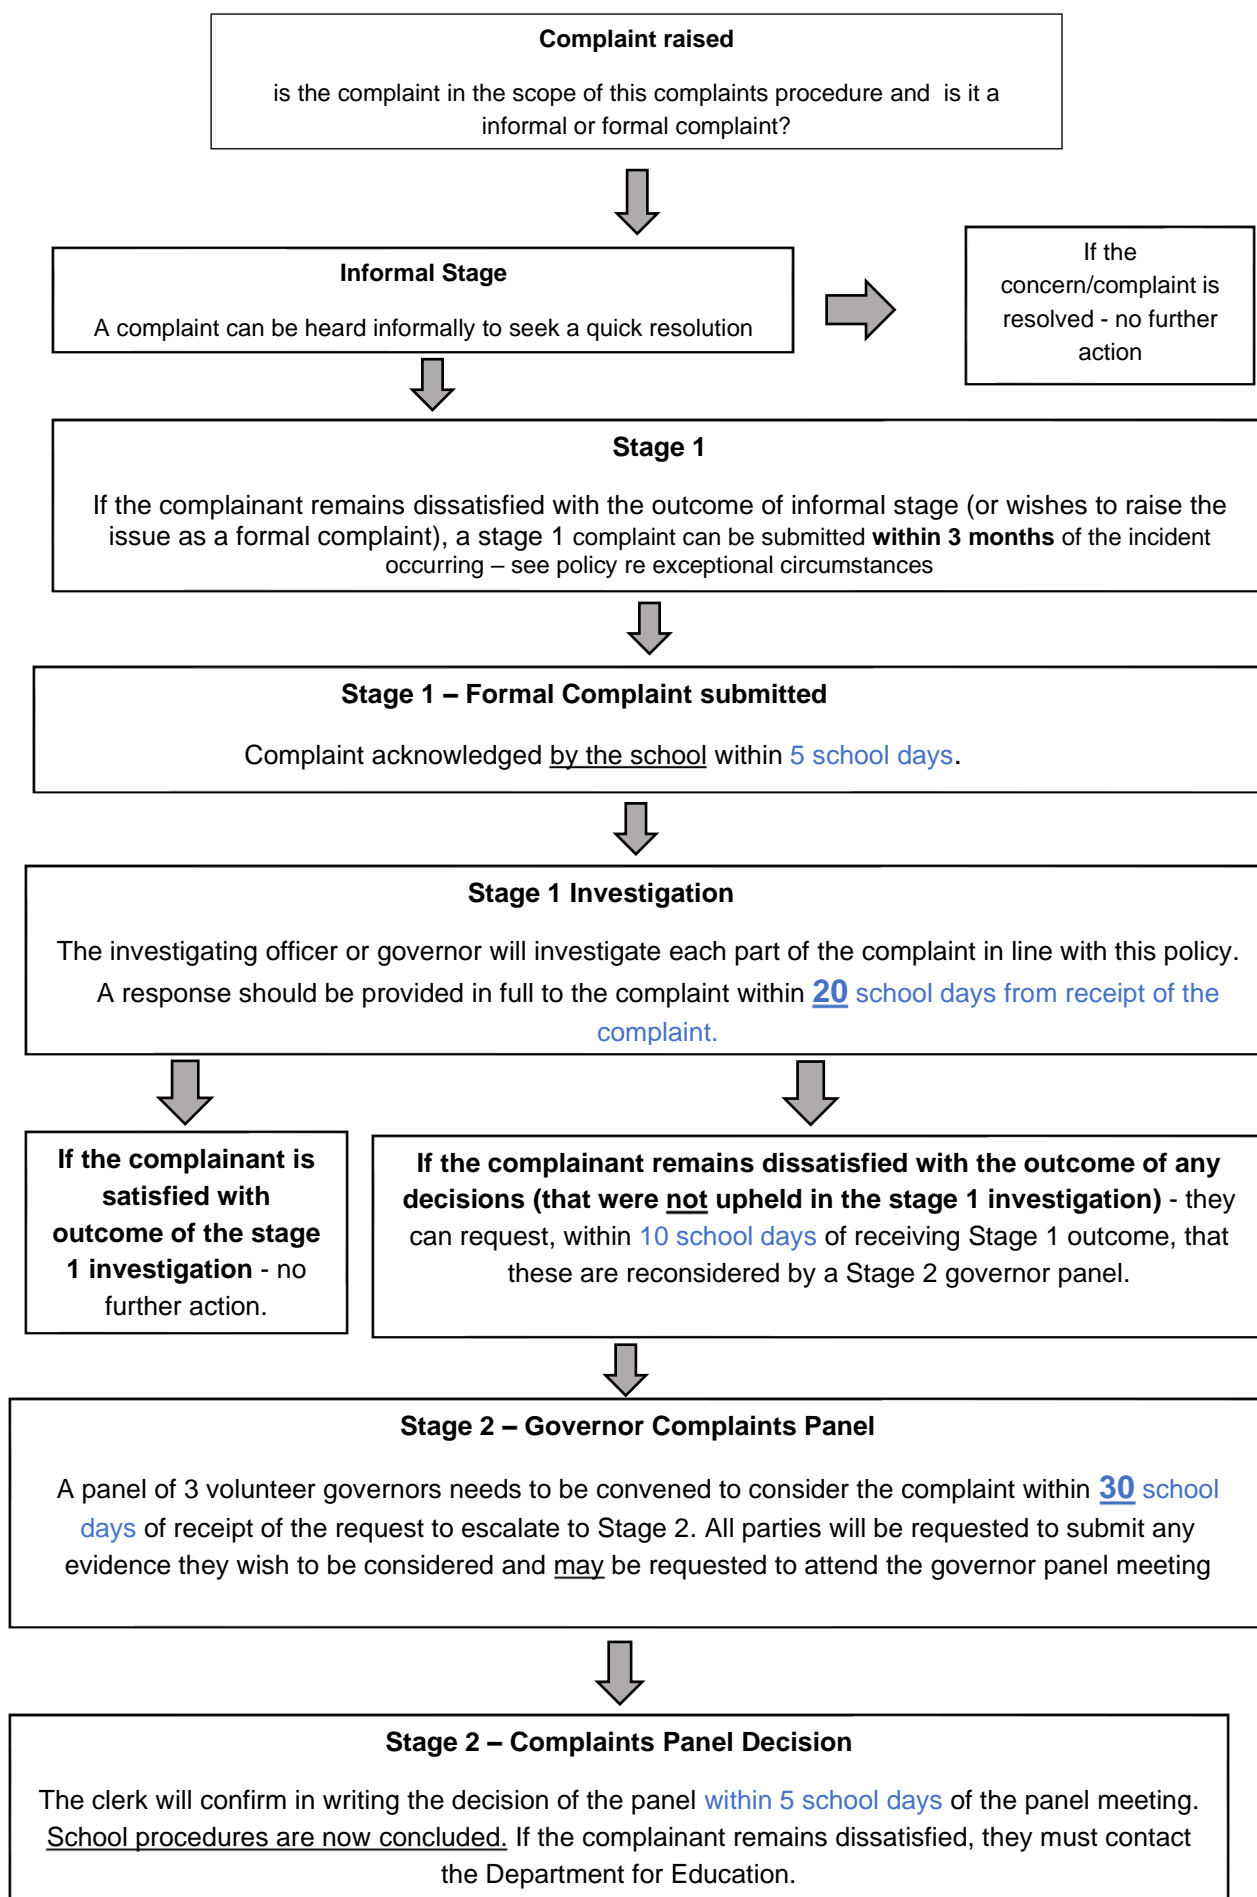 Complaint raised
is the complaint in the scope of this complaints procedure and  is it a
informal or formal complaint?
Informal Stage
A complaint can be heard informally to seek a quick resolution
If the
concern/complaint is
resolved - no further
action
Stage 1
If the complainant remains dissatisfied with the outcome of informal stage (or wishes to raise the
issue as a formal complaint), a stage 1 complaint can be submitted within 3 months of the incident
occurring – see policy re exceptional circumstances
Stage 1 – Formal Complaint submitted
Complaint acknowledged by the school within 5 school days.
Stage 1 Investigation
The investigating officer or governor will investigate each part of the complaint in line with this policy.
A response should be provided in full to the complaint within 20 school days from receipt of the
complaint.
If the complainant is
satisfied with
outcome of the stage
1 investigation - no
further action.
If the complainant remains dissatisfied with the outcome of any
decisions (that were not upheld in the stage 1 investigation) - they
can request, within 10 school days of receiving Stage 1 outcome, that
these are reconsidered by a Stage 2 governor panel.
Stage 2 – Governor Complaints Panel
A panel of 3 volunteer governors needs to be convened to consider the complaint within 30 school
days of receipt of the request to escalate to Stage 2. All parties will be requested to submit any
evidence they wish to be considered and may be requested to attend the governor panel meeting
Stage 2 – Complaints Panel Decision
The clerk will confirm in writing the decision of the panel within 5 school days of the panel meeting.
School procedures are now concluded. If the complainant remains dissatisfied, they must contact
the Department for Education.